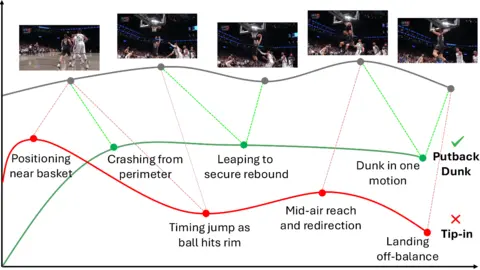 Positioning
near basket
Crashing from
perimeter
Leaping to
secure rebound
Dunk in one
motion
Putback
Dunk
Timing jump as
ball hits rim
Mid-air reach
and redirection
Landing
off-balance
Tip-in